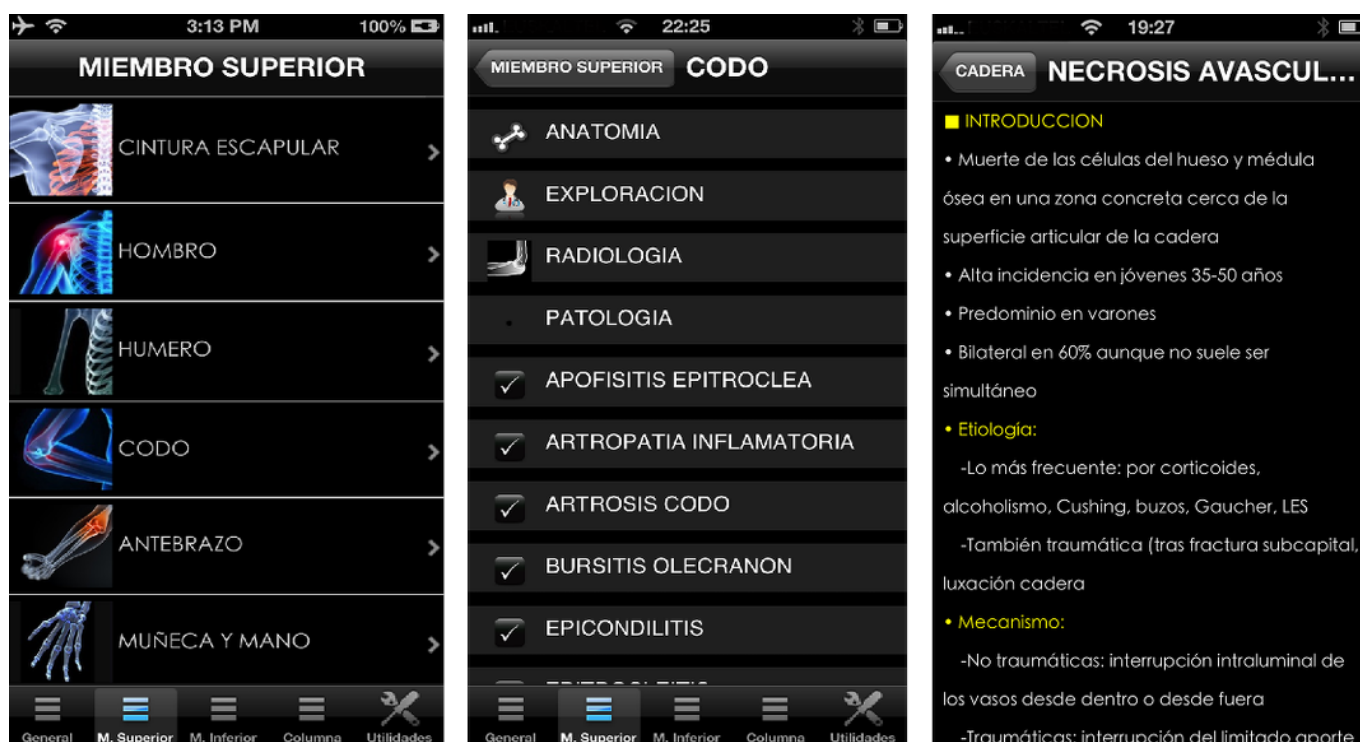 3:13 PM
100%
MIEMBRO SUPERIOR
CINTURA ESCAPULAR
HOMBRO
HUMERO
CODO
ANTEBRAZO
MUÑECA Y MANO
General
M. Superior
M. Inferior
Columna
Utilidades
22:25
MIEMBRO SUPERIOR
CODO
ANATOMIA
EXPLORACION
RADIOLOGIA
PATOLOGIA
APOFISITIS EPITROCLEA
ARTROPATIA INFLAMATORIA
ARTROSIS CODO
BURSITIS OLECRANON
EPICONDILITIS
General
M. Superior
M. Inferior
Columna
Utilidades
19:27
CADERA
NECROSIS AVASCUL...
INTRODUCCION
• Muerte de las células del hueso y médula
ósea en una zona concreta cerca de la
superficie articular de la cadera
• Alta incidencia en jóvenes 35-50 años
• Predominio en varones
• Bilateral en 60% aunque no suele ser
simultáneo
• Etiología:
-Lo más frecuente: por corticoides,
alcoholismo, Cushing, buzos, Gaucher, LES
-También traumática (tras fractura subcapital,
luxación cadera
• Mecanismo:
-No traumáticas: interrupción intraluminal de
los vasos desde dentro o desde fuera
-Traumáticas: interrupción del limitado aporte